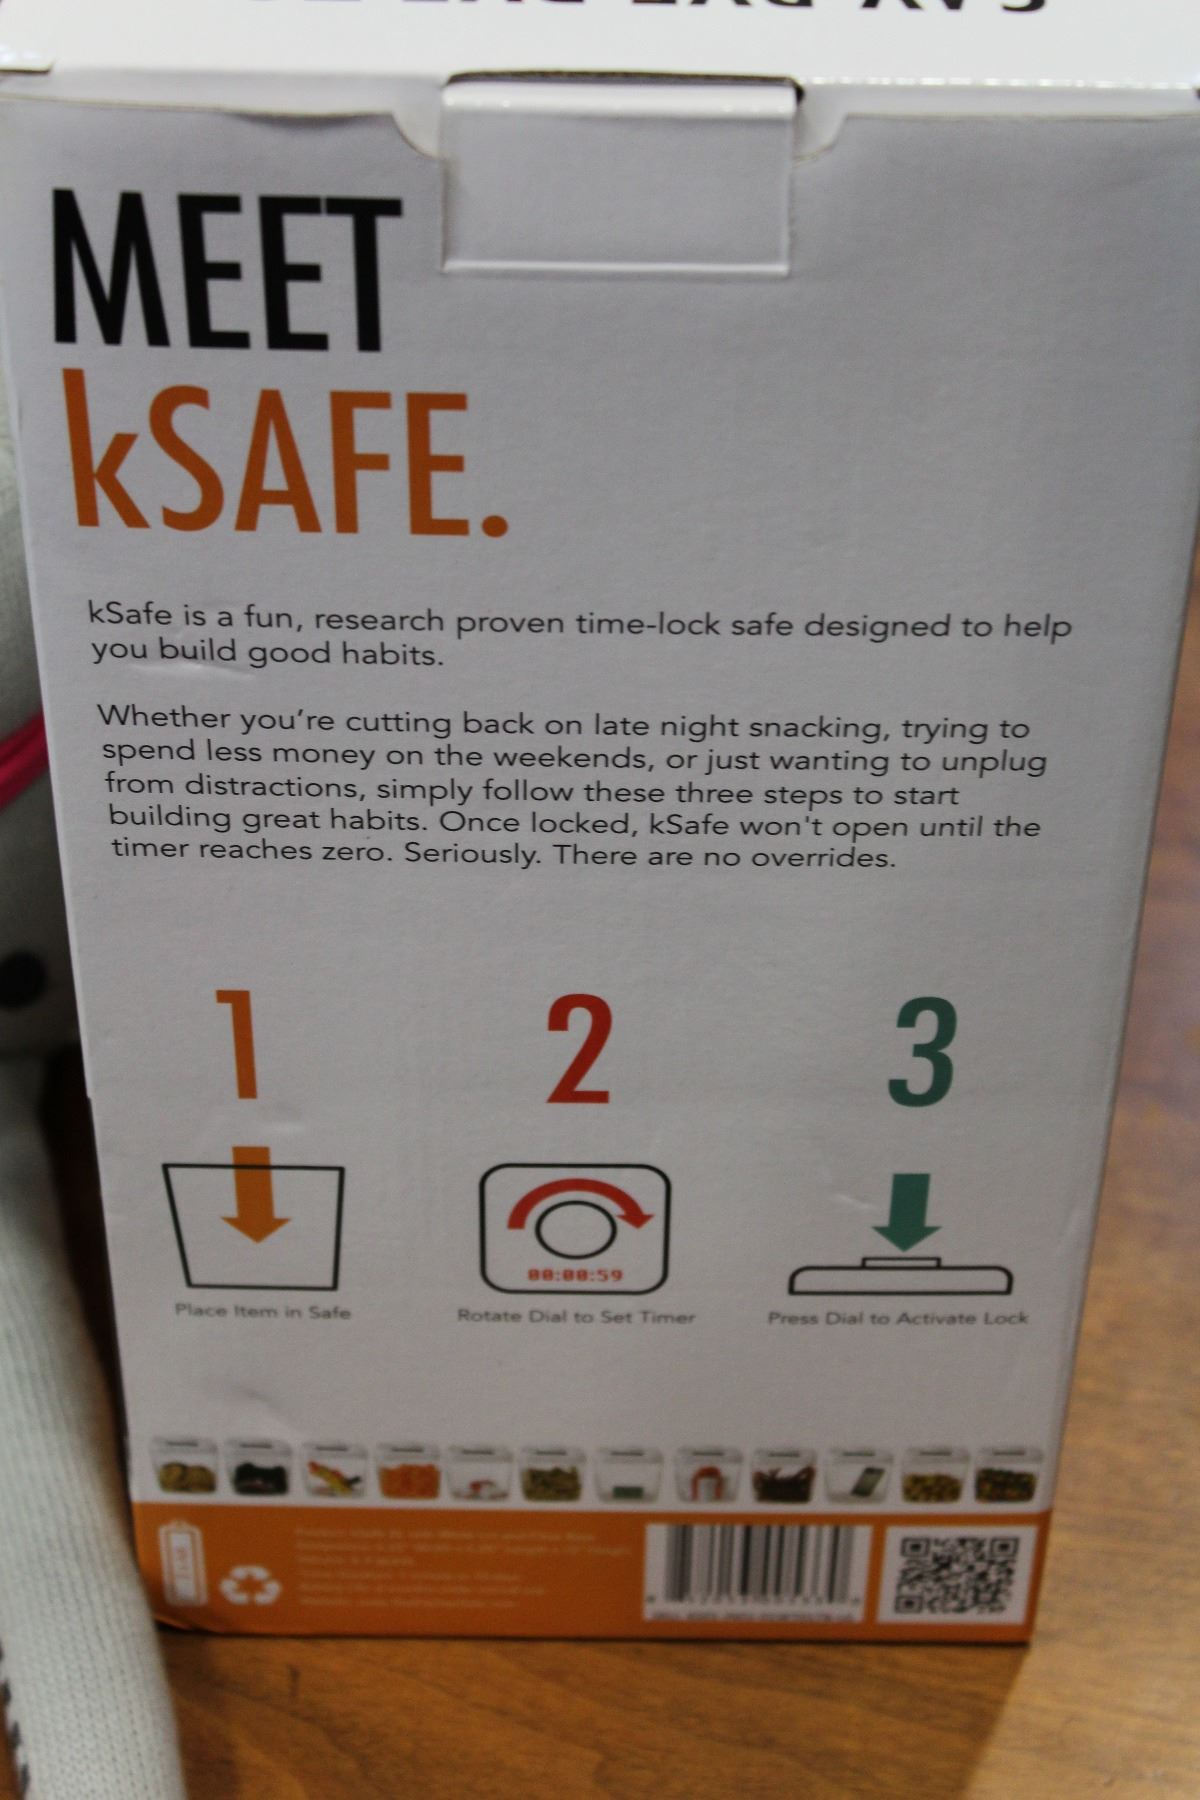 MEET
kSAFE.
kSafe is a fun, research proven time-lock safe designed to help
you build good habits.
Whether you're cutting back on late night snacking, trying to
spend less money on the weekends, or just wanting to unplug
from distractions, simply follow these three steps to start
building great habits. Once locked, kSafe won't open until the
timer reaches zero. Seriously. There are no overrides.
1 2 3
00:00:59
Place Item in Safe Rotate Dial to Set Timer Press Dial to Activate Lock